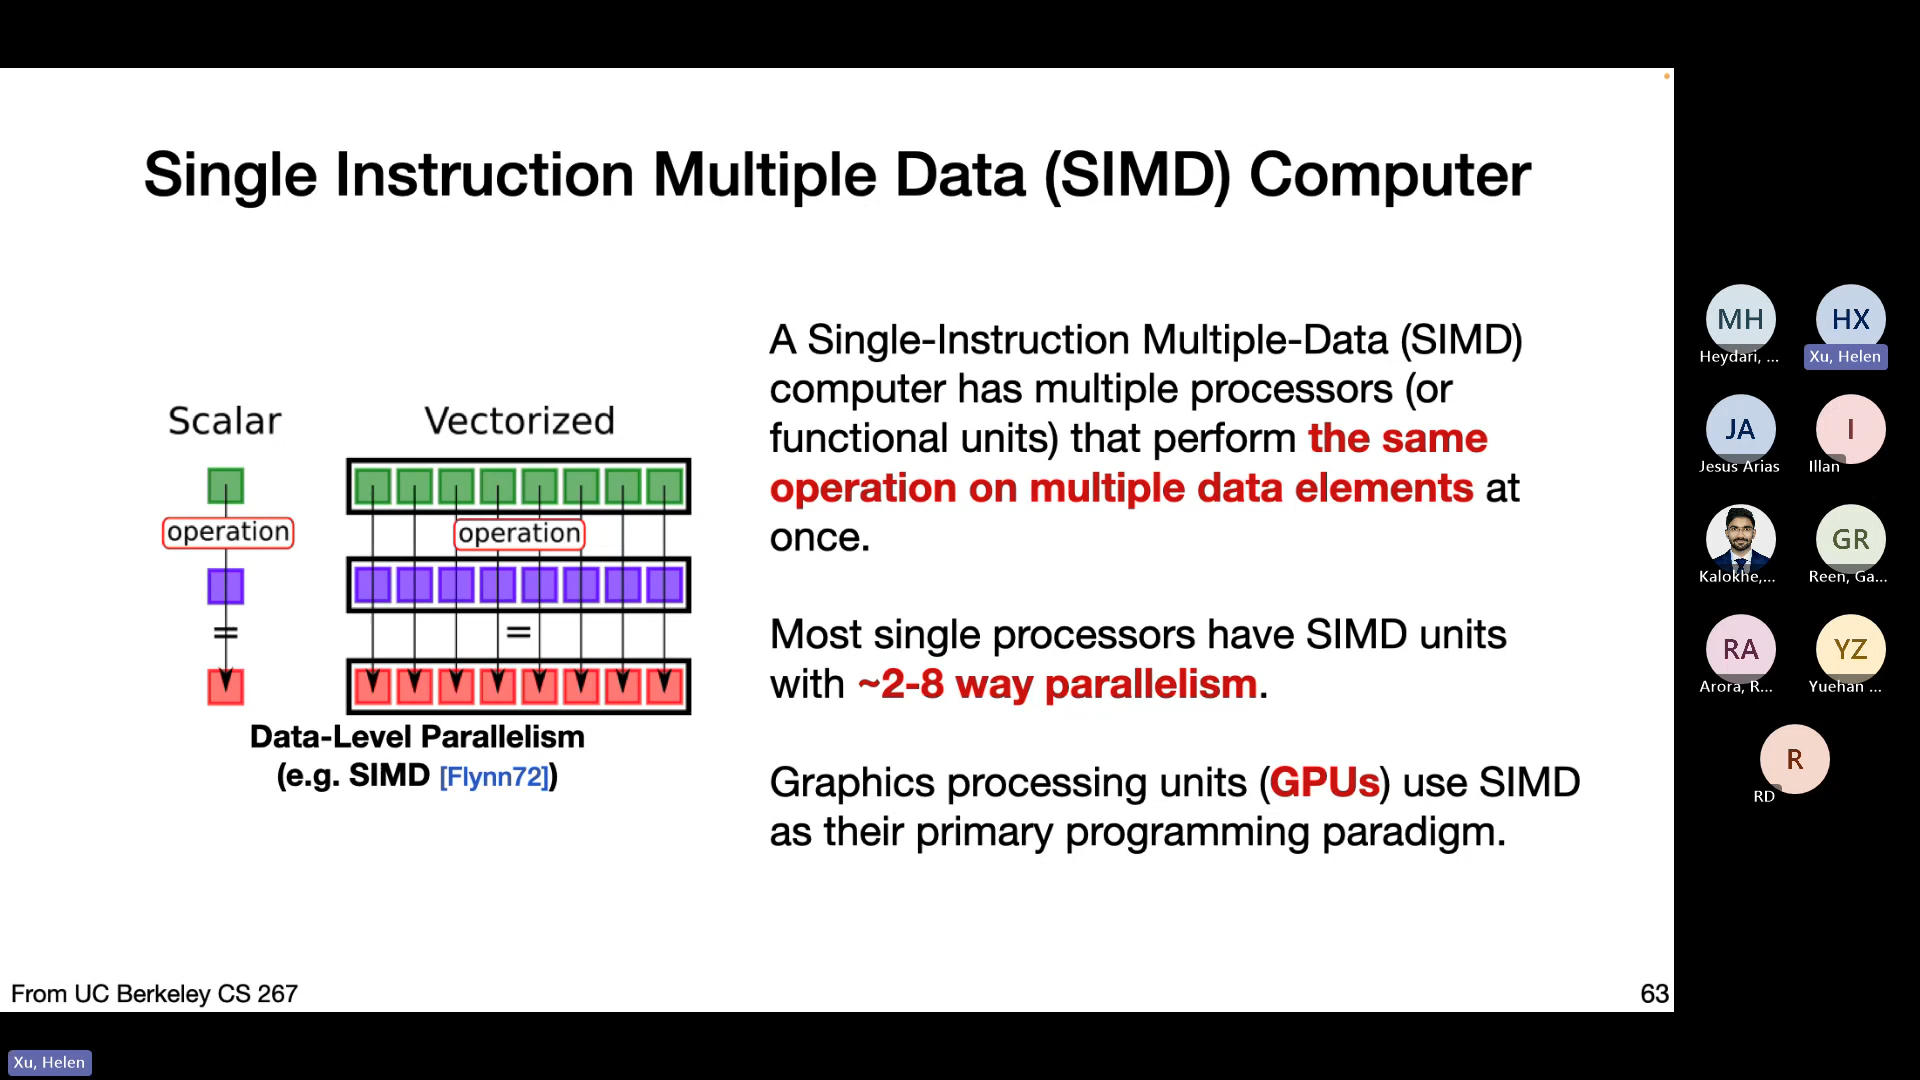 Single Instruction Multiple Data (SIMD) Computer
Scalar
Vectorized
operation
operation
=
=
Data-Level Parallelism
(e.g. SIMD [Flynn72])
A Single-Instruction Multiple-Data (SIMD)
computer has multiple processors (or
functional units) that perform the same
operation on multiple data elements at
once.
Most single processors have SIMD units
with ~2-8 way parallelism.
Graphics processing units (GPUs) use SIMD
as their primary programming paradigm.
From UC Berkeley CS 267
63
MH
Heydari, ...
HX
Xu, Helen
JA
Jesus Arias
I
Illan
Kalokhe,...
GR
Reen, Ga...
RA
Arora, R...
YZ
Yuehan ...
R
RD
Xu, Helen